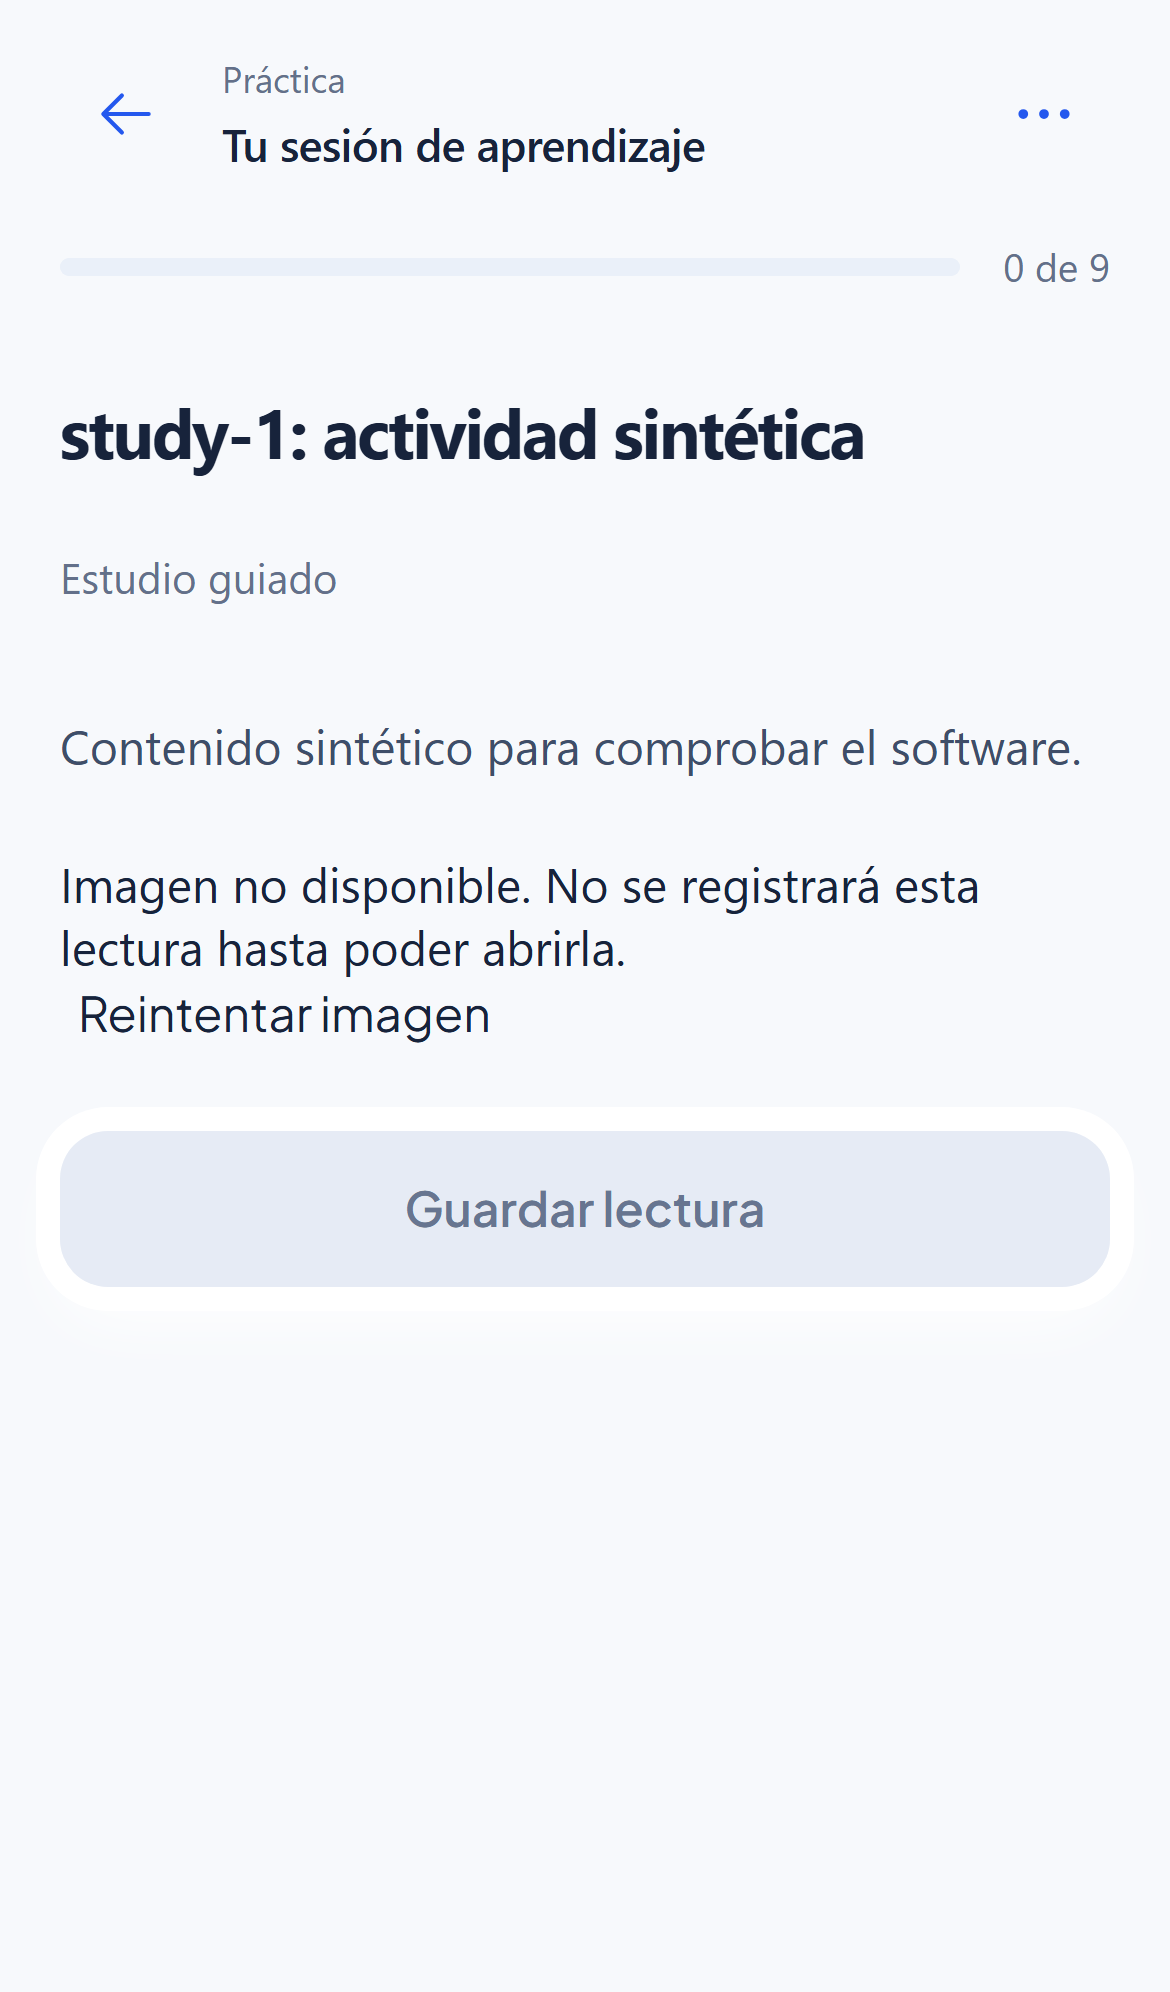 Práctica
Tu sesión de aprendizaje
0 de 9
study-1: actividad sintética
Estudio guiado
Contenido sintético para comprobar el software.
Imagen no disponible. No se registrará esta
lectura hasta poder abrirla.
Reintentar imagen
Guardar lectura